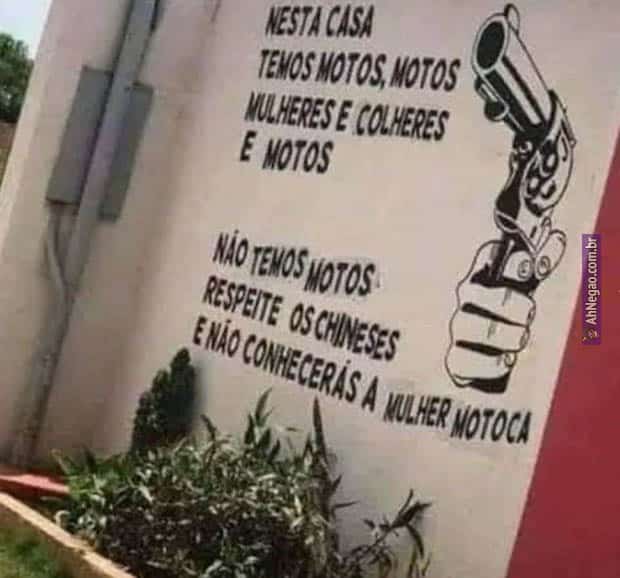 NESTA CASA
TEMOS MOTOS, MOTOS
MULHERES E COLHERES
E MOTOS
NÃO TEMOS MOTOS
RESPEITE OS CHINESES
E NÃO CONHECERÁS A MULHER MOTOCA
AhNegao.com.br